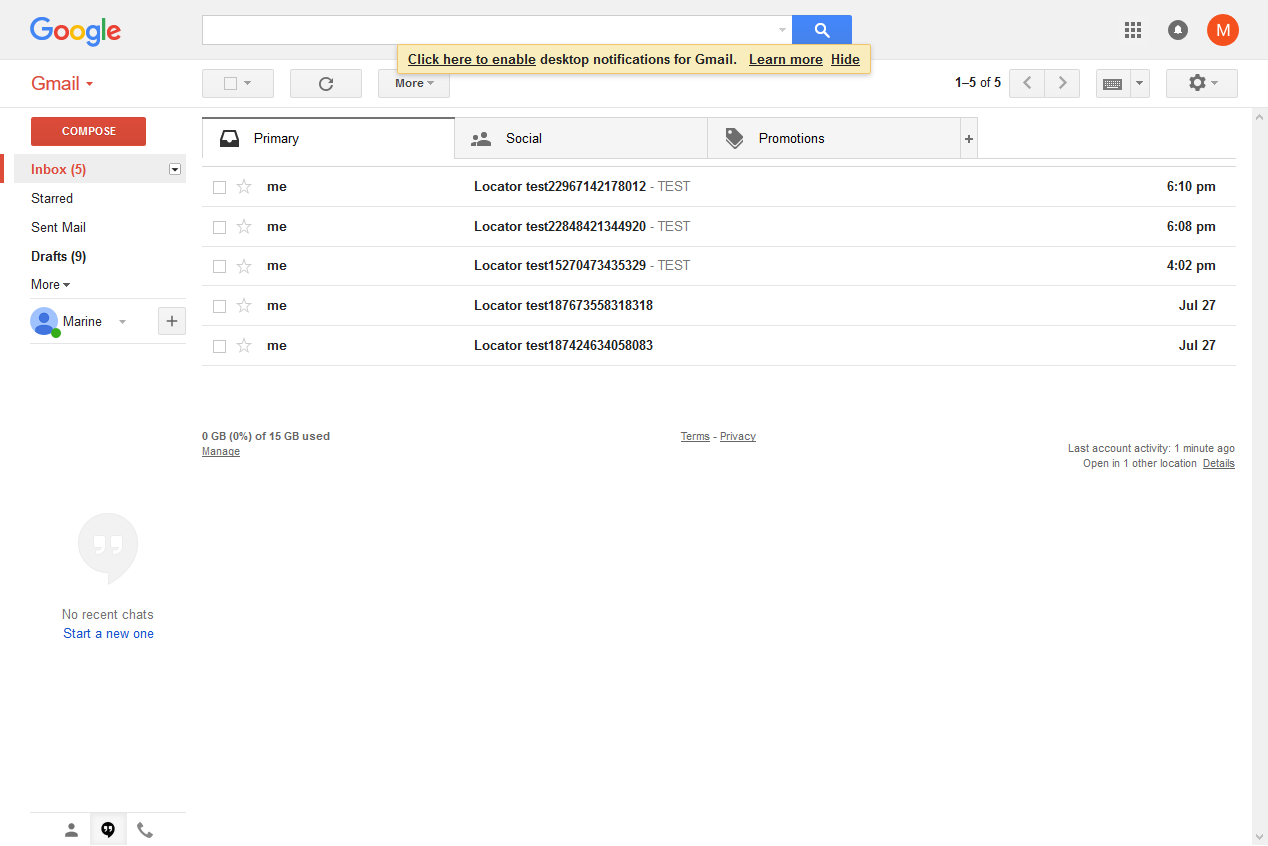 Google
M
Click here to enable desktop notifications for Gmail. Learn more Hide
Gmail
More
1–5 of 5
COMPOSE
Primary
Social
Promotions
+
Inbox (5)
Starred
Sent Mail
Drafts (9)
More
Marine
me Locator test22967142178012 - TEST 6:10 pm
me Locator test22848421344920 - TEST 6:08 pm
me Locator test15270473435329 - TEST 4:02 pm
me Locator test187673558318318 Jul 27
me Locator test187424634058083 Jul 27
0 GB (0%) of 15 GB used
Manage
Terms - Privacy
Last account activity: 1 minute ago
Open in 1 other location Details
No recent chats
Start a new one